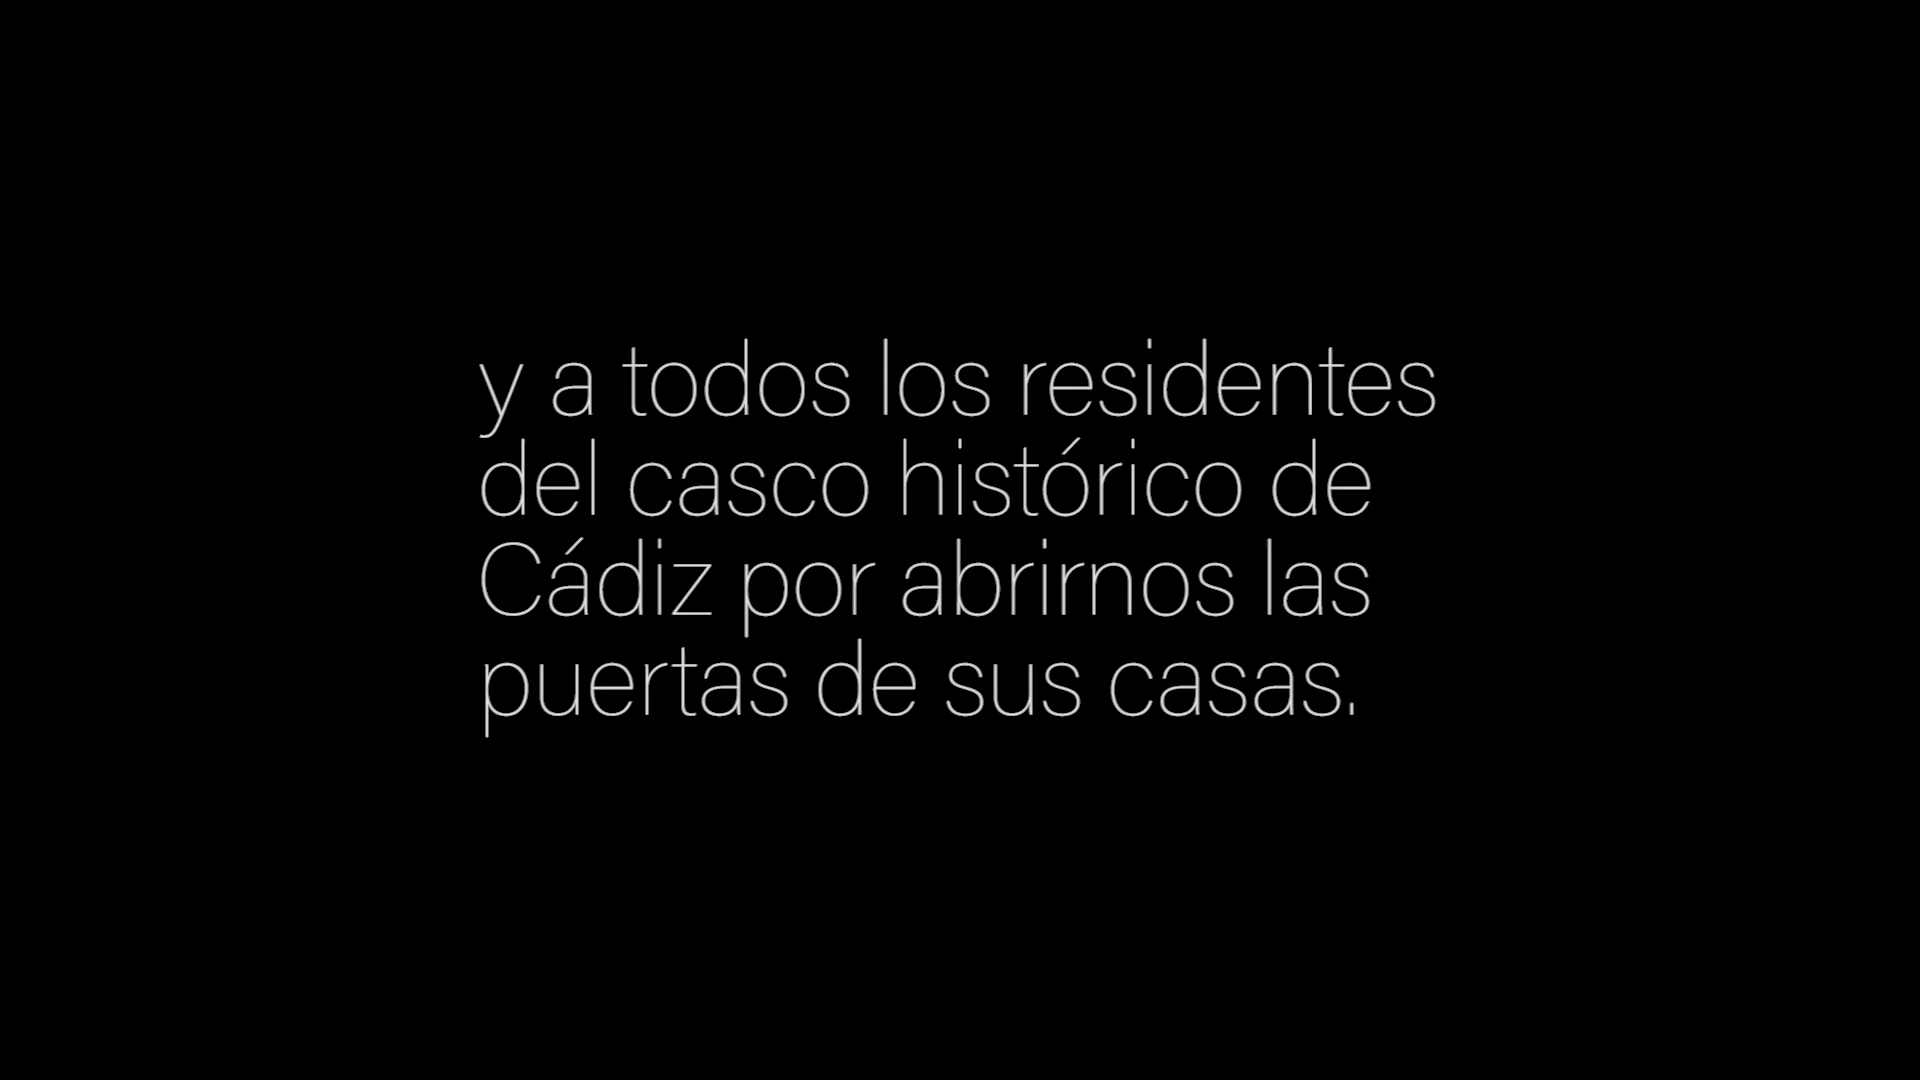 y a todos los residentes
del casco histórico de
Cádiz por abrirnos las
puertas de sus casas.